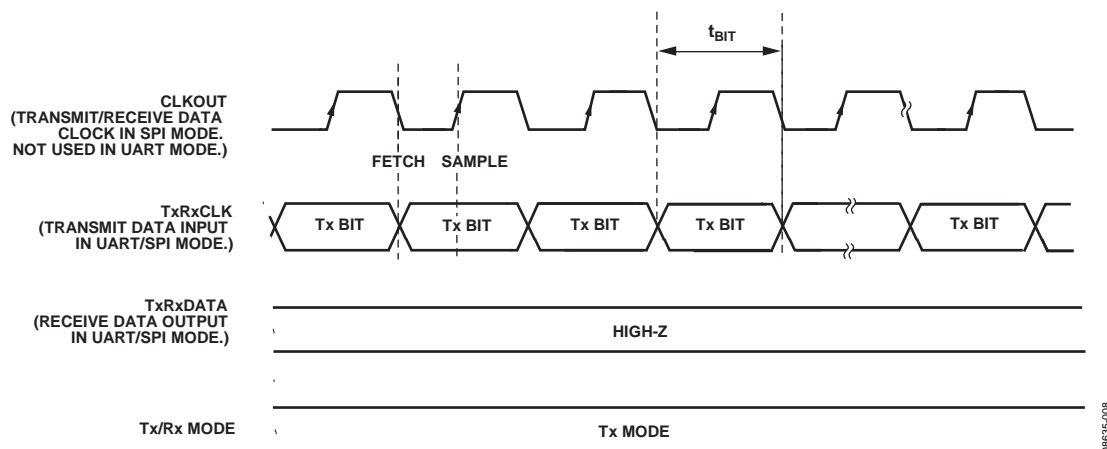 tBIT
CLKOUT
(TRANSMIT/RECEIVE DATA
CLOCK IN SPI MODE.
NOT USED IN UART MODE.)
FETCH SAMPLE
TxRxCLK
(TRANSMIT DATA INPUT
IN UART/SPI MODE.)
Tx BIT Tx BIT Tx BIT Tx BIT Tx BIT
TxRxDATA
(RECEIVE DATA OUTPUT
IN UART/SPI MODE.)
HIGH-Z
Tx/Rx MODE
Tx MODE
08635-008